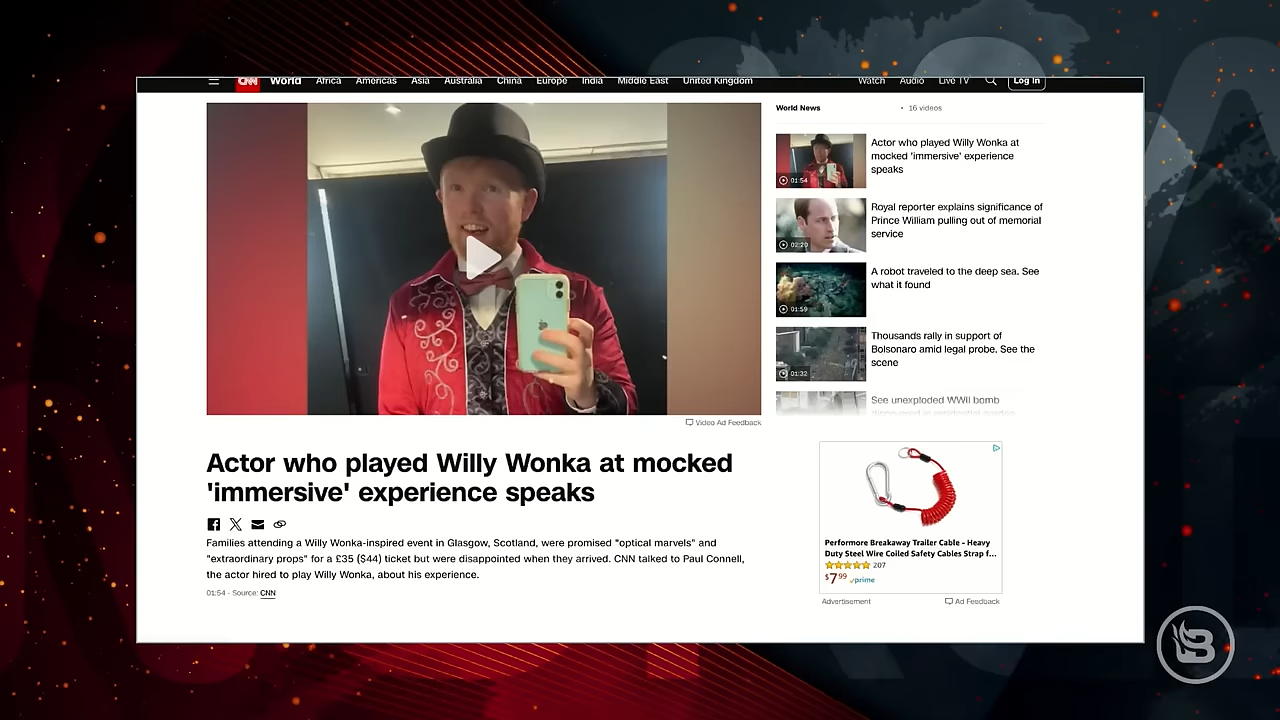 CNN World Africa Americas Asia Australia China Europe India Middle East United Kingdom Watch Audio Live TV Log In
World News • 16 videos
01:54
Actor who played Willy Wonka at
mocked 'immersive' experience
speaks
02:20
Royal reporter explains significance of
Prince William pulling out of memorial
service
01:59
A robot traveled to the deep sea. See
what it found
01:32
Thousands rally in support of
Bolsonaro amid legal probe. See the
scene
See unexploded WWII bomb
Video Ad Feedback
Actor who played Willy Wonka at mocked
'immersive' experience speaks
Families attending a Willy Wonka-inspired event in Glasgow, Scotland, were promised "optical marvels" and
"extraordinary props" for a £35 ($44) ticket but were disappointed when they arrived. CNN talked to Paul Connell,
the actor hired to play Willy Wonka, about his experience.
01:54 - Source: CNN
Performore Breakaway Trailer Cable - Heavy
Duty Steel Wire Coiled Safety Cables Strap f...
207
$7.99 prime
Advertisement Ad Feedback
B